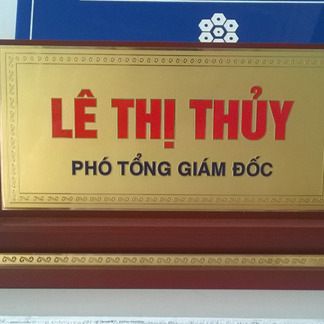 LÊ THỊ THỦY
PHÓ TỔNG GIÁM ĐỐC